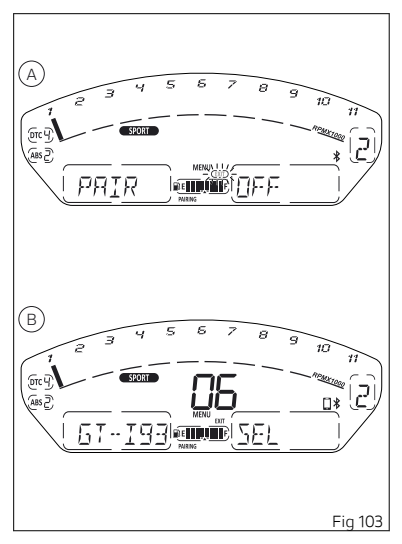 A
1 2 3 4 5 6 7 8 9 10 11
RPMX1000
DTC 4
SPORT
2
ABS 2
MENU
PAIR
E F
OFF
PAIRING
B
1 2 3 4 5 6 7 8 9 10 11
RPMX1000
DTC 4
SPORT
06
2
ABS 2
MENU
EXIT
GT-I93
E F
SEL
PAIRING
Fig 103